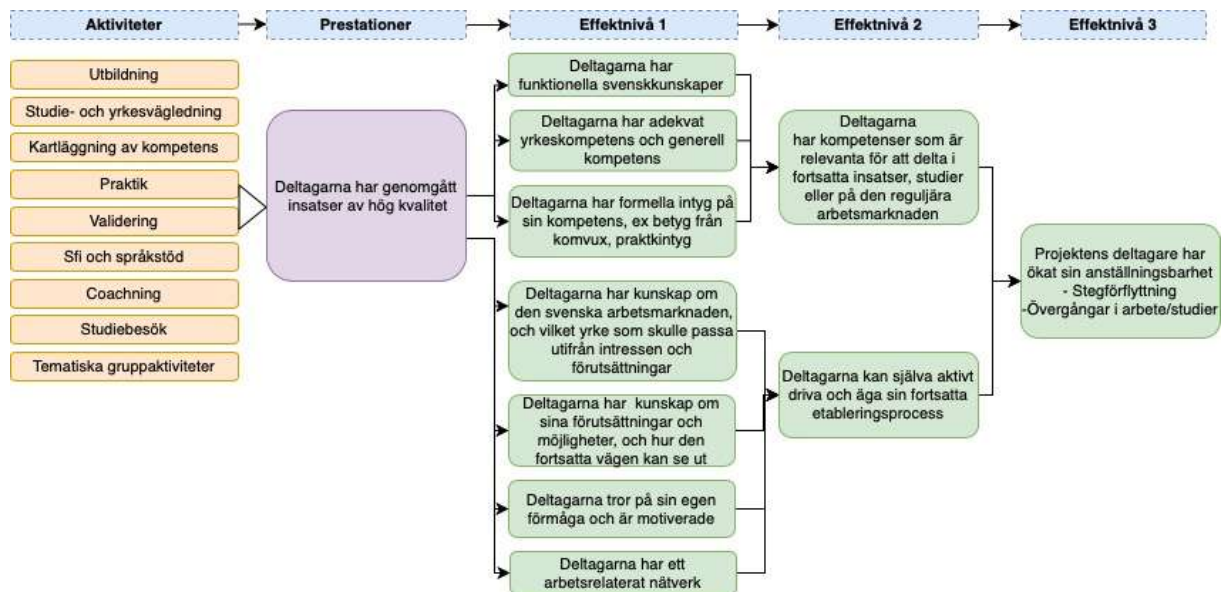 Aktiviteter
Prestationer
Effektnivå 1
Effektnivå 2
Effektnivå 3
Utbildning
Studie- och yrkesvägledning
Kartläggning av kompetens
Praktik
Validering
Sfi och språkstöd
Coachning
Studiebesök
Tematiska gruppaktiviteter
Deltagarna har genomgått
insatser av hög kvalitet
Deltagarna har
funktionella svenskkunskaper
Deltagarna har adekvat
yrkeskompetens och generell
kompetens
Deltagarna har formella intyg på
sin kompetens, ex betyg från
komvux, praktkintyg
Deltagarna har kunskap om
den svenska arbetsmarknaden,
och vilket yrke som skulle passa
utifrån intressen och
förutsättningar
Deltagarna har kunskap om
sina förutsättningar och
möjligheter, och hur den
fortsatta vägen kan se ut
Deltagarna tror på sin egen
förmåga och är motiverade
Deltagarna har ett
arbetsrelaterat nätverk
Deltagarna
har kompetenser som är
relevanta för att delta i
fortsatta insatser, studier
eller på den reguljära
arbetsmarknaden
Deltagarna kan själva aktivt
driva och äga sin fortsatta
etableringsprocess
Projektens deltagare har
ökat sin anställningsbarhet
- Stegförflyttning
-Övergångar i arbete/studier